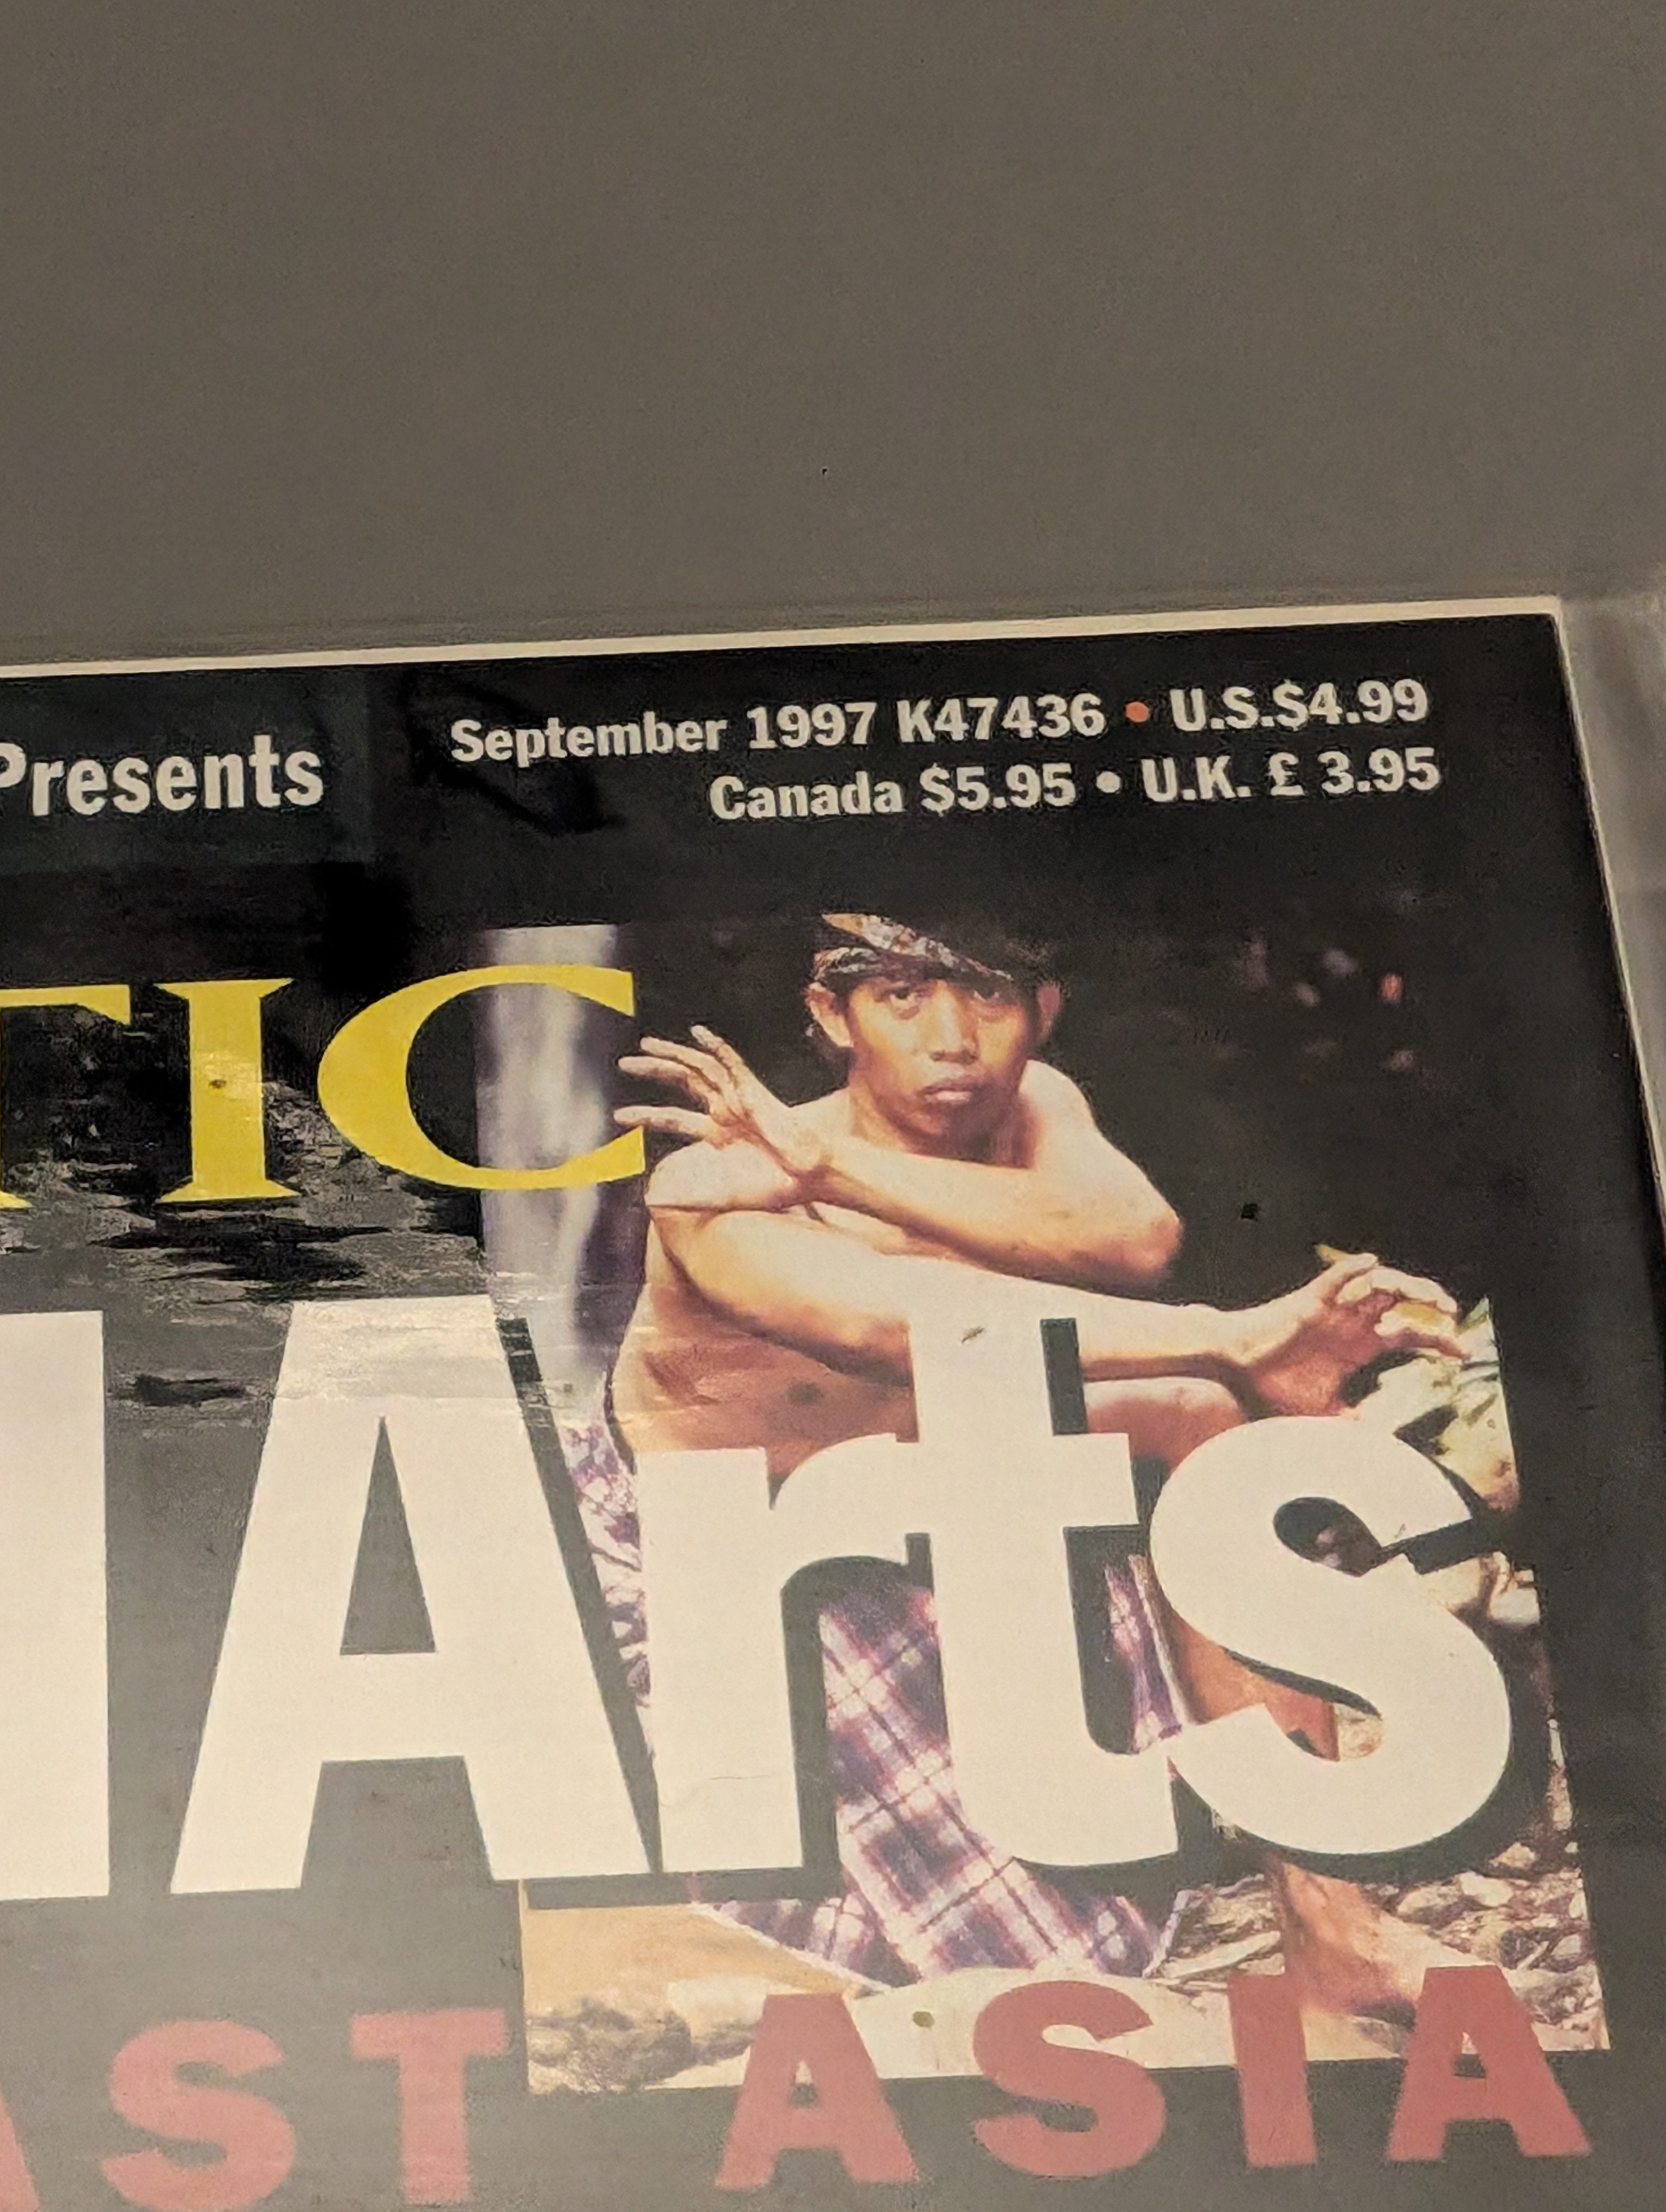 Presents
September 1997 K47436 • U.S.$4.99
Canada $5.95 • U.K. £ 3.95
TIC
Arts
AST ASIA